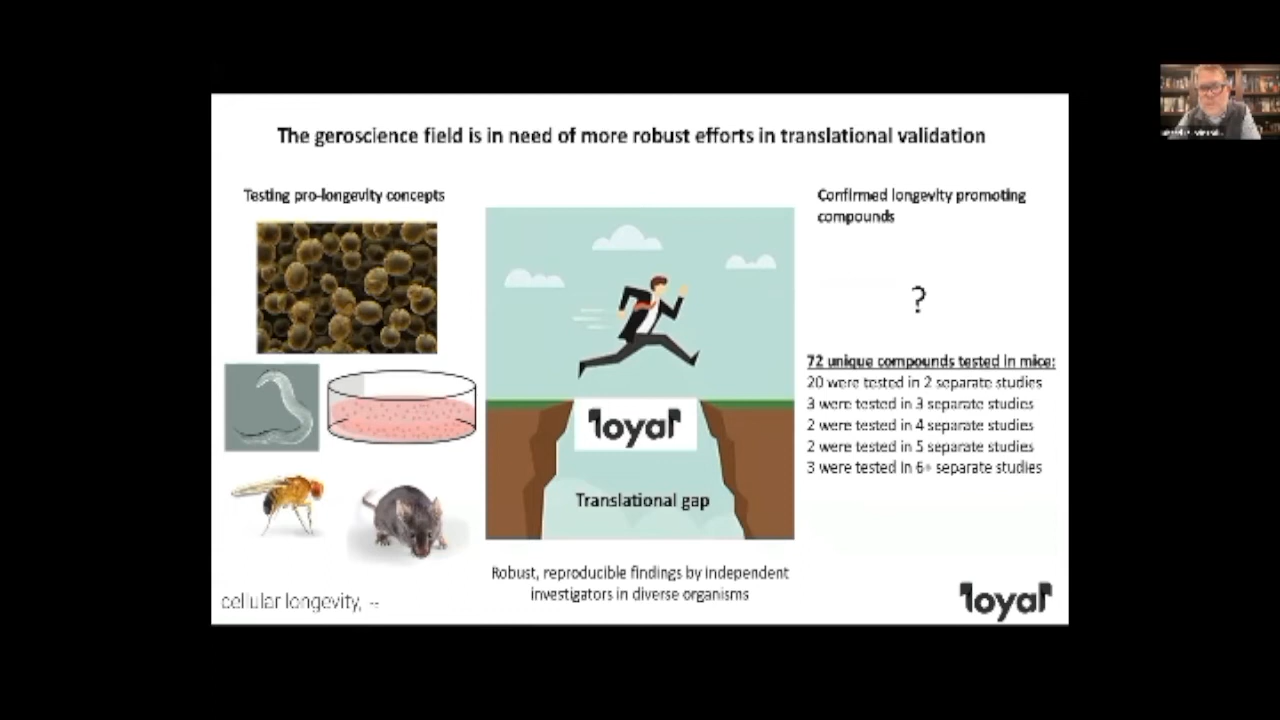 The geroscience field is in need of more robust efforts in translational validation
Testing pro-longevity concepts
Confirmed longevity promoting
compounds
?
72 unique compounds tested in mice:
20 were tested in 2 separate studies
3 were tested in 3 separate studies
2 were tested in 4 separate studies
2 were tested in 5 separate studies
3 were tested in 6+ separate studies
loyal
Translational gap
Robust, reproducible findings by independent
investigators in diverse organisms
cellular longevity,
loyal